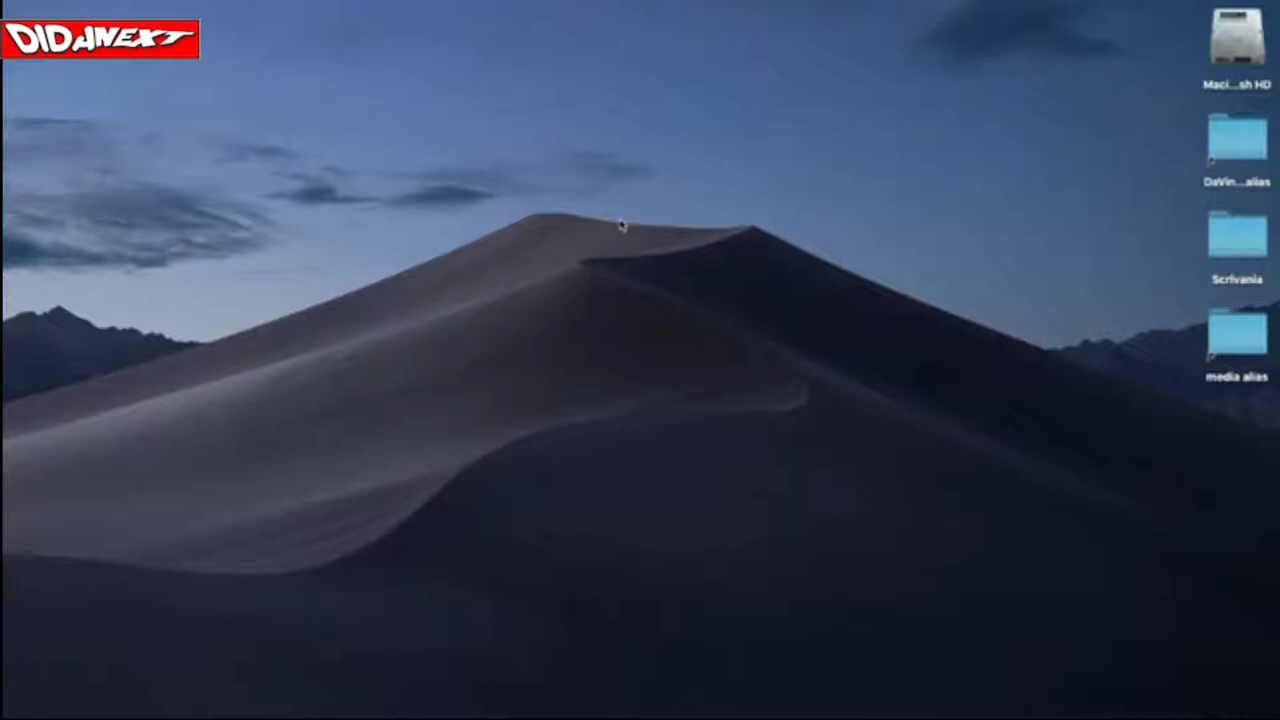 DIDANEXT
Maci...sh HD
DaVin...alias
Scrivania
media alias